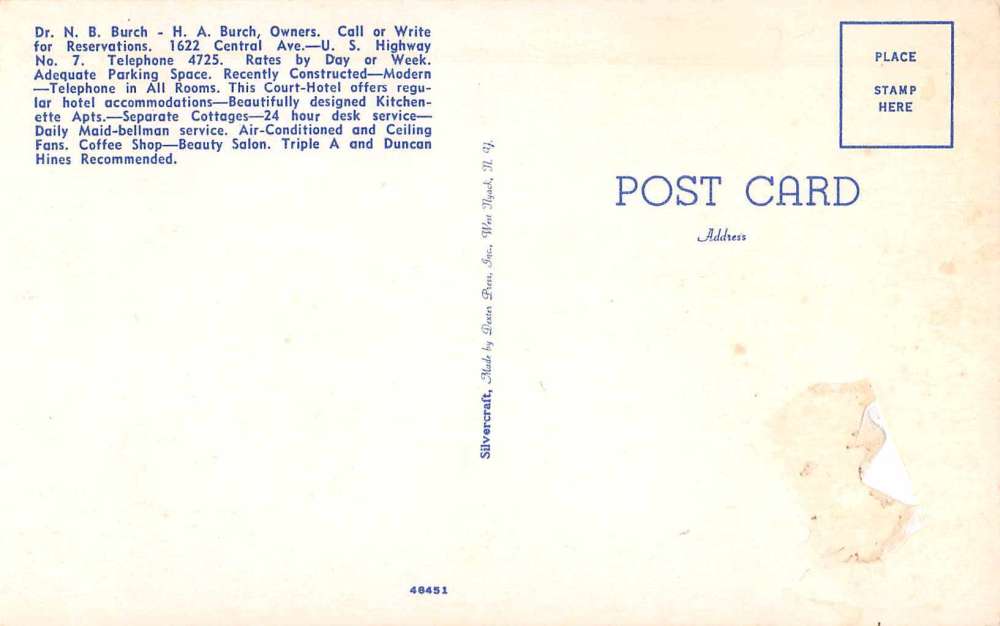 Dr. N. B. Burch - H. A. Burch, Owners. Call or Write
for Reservations. 1622 Central Ave.—U. S. Highway
No. 7. Telephone 4725. Rates by Day or Week.
Adequate Parking Space. Recently Constructed—Modern
—Telephone in All Rooms. This Court-Hotel offers regu-
lar hotel accommodations—Beautifully designed Kitchen-
ette Apts.—Separate Cottages—24 hour desk service—
Daily Maid-bellman service. Air-Conditioned and Ceiling
Fans. Coffee Shop—Beauty Salon. Triple A and Duncan
Hines Recommended.
Silvercraft, Made by Dexter Press, Inc., West Nyack, N. Y.
PLACE
STAMP
HERE
POST CARD
Address
48451